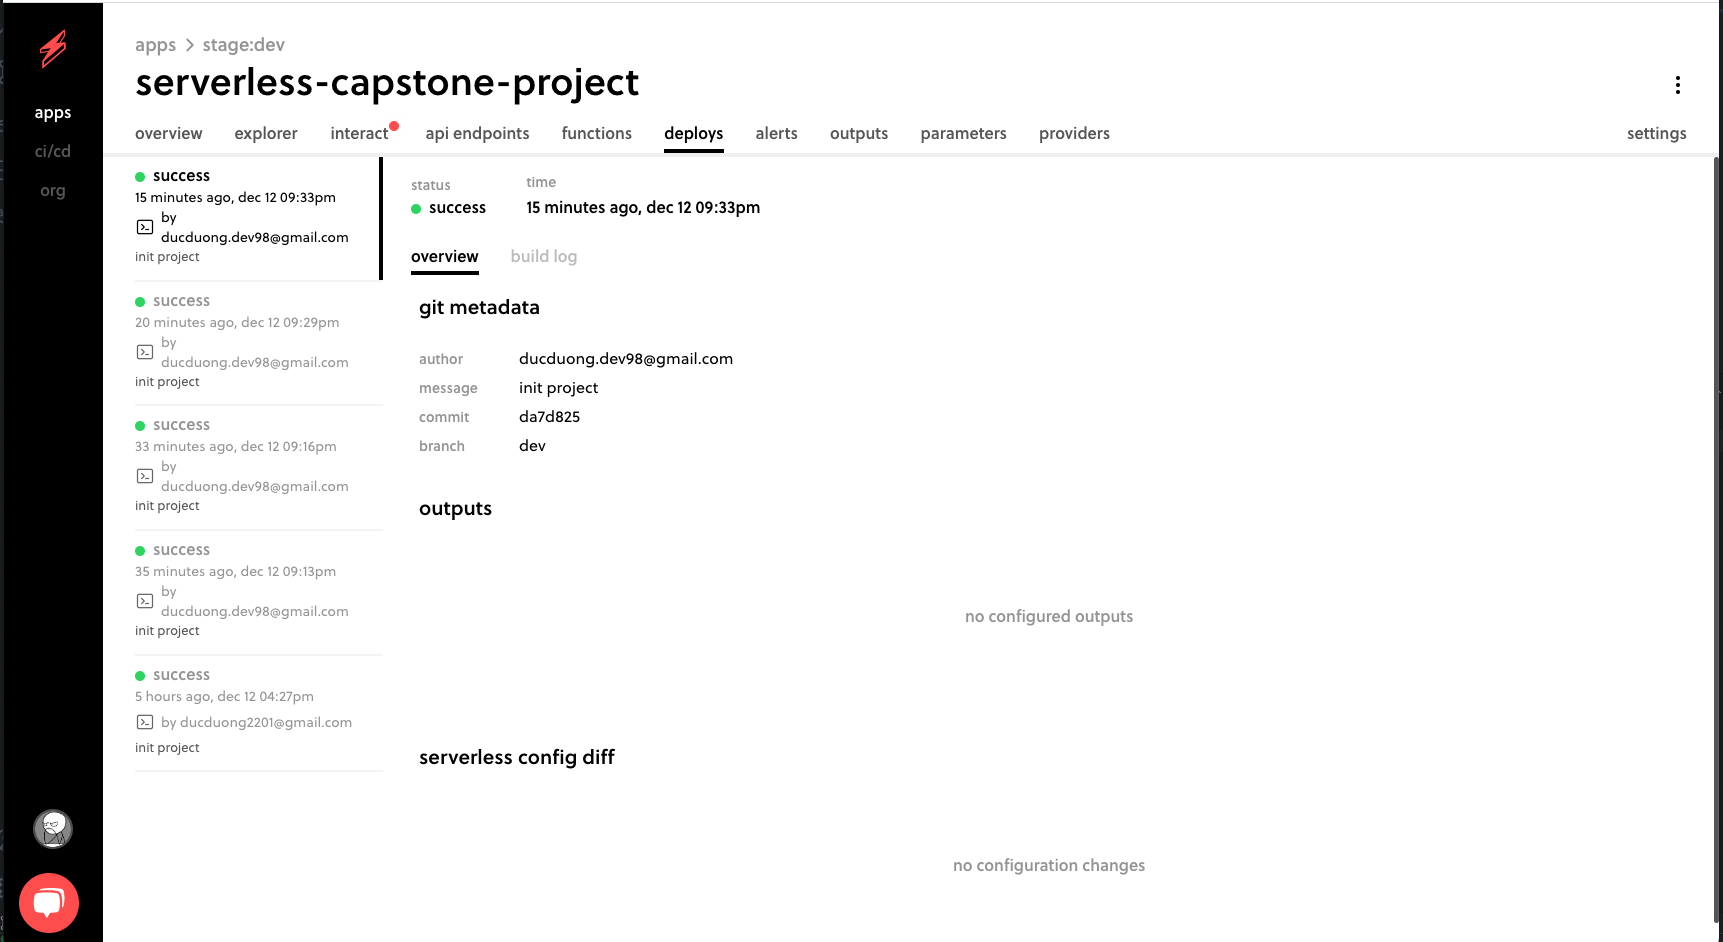 apps > stage:dev
serverless-capstone-project
apps
ci/cd
org
overview explorer interact api endpoints functions deploys alerts outputs parameters providers settings
success
15 minutes ago, dec 12 09:33pm
by
ducduong.dev98@gmail.com
init project
success
20 minutes ago, dec 12 09:29pm
by
ducduong.dev98@gmail.com
init project
success
33 minutes ago, dec 12 09:16pm
by
ducduong.dev98@gmail.com
init project
success
35 minutes ago, dec 12 09:13pm
by
ducduong.dev98@gmail.com
init project
success
5 hours ago, dec 12 04:27pm
by ducduong2201@gmail.com
init project
status time
success 15 minutes ago, dec 12 09:33pm
overview build log
git metadata
author ducduong.dev98@gmail.com
message init project
commit da7d825
branch dev
outputs
no configured outputs
serverless config diff
no configuration changes